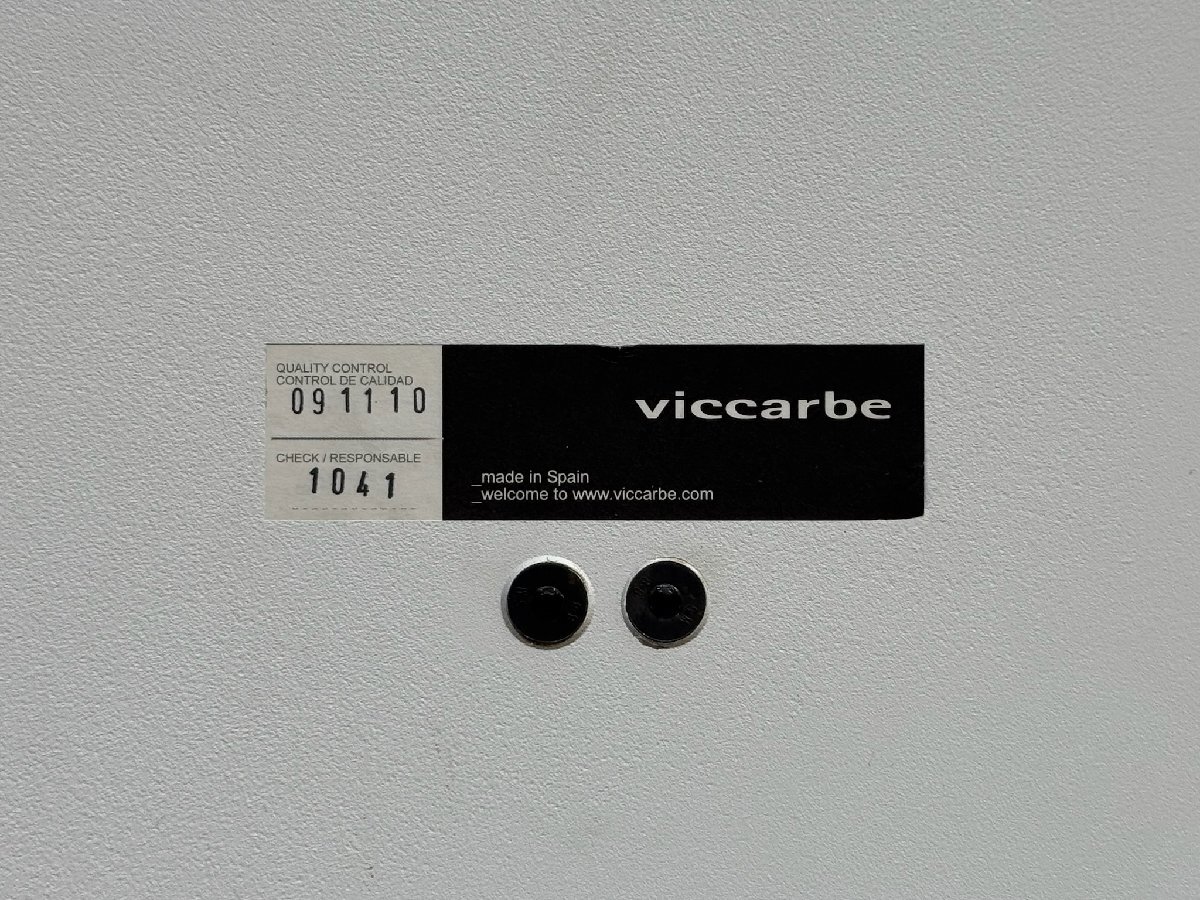 QUALITY CONTROL
CONTROL DE CALIDAD
091110
CHECK / RESPONSABLE
1041
viccarbe
_made in Spain
_welcome to www.viccarbe.com